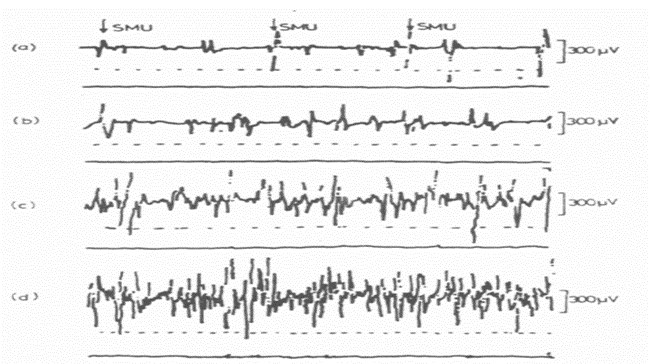 SMU SMU SMU
(a) 300 µV
(b) 300 µV
(c) 300 µV
(d) 300 µV